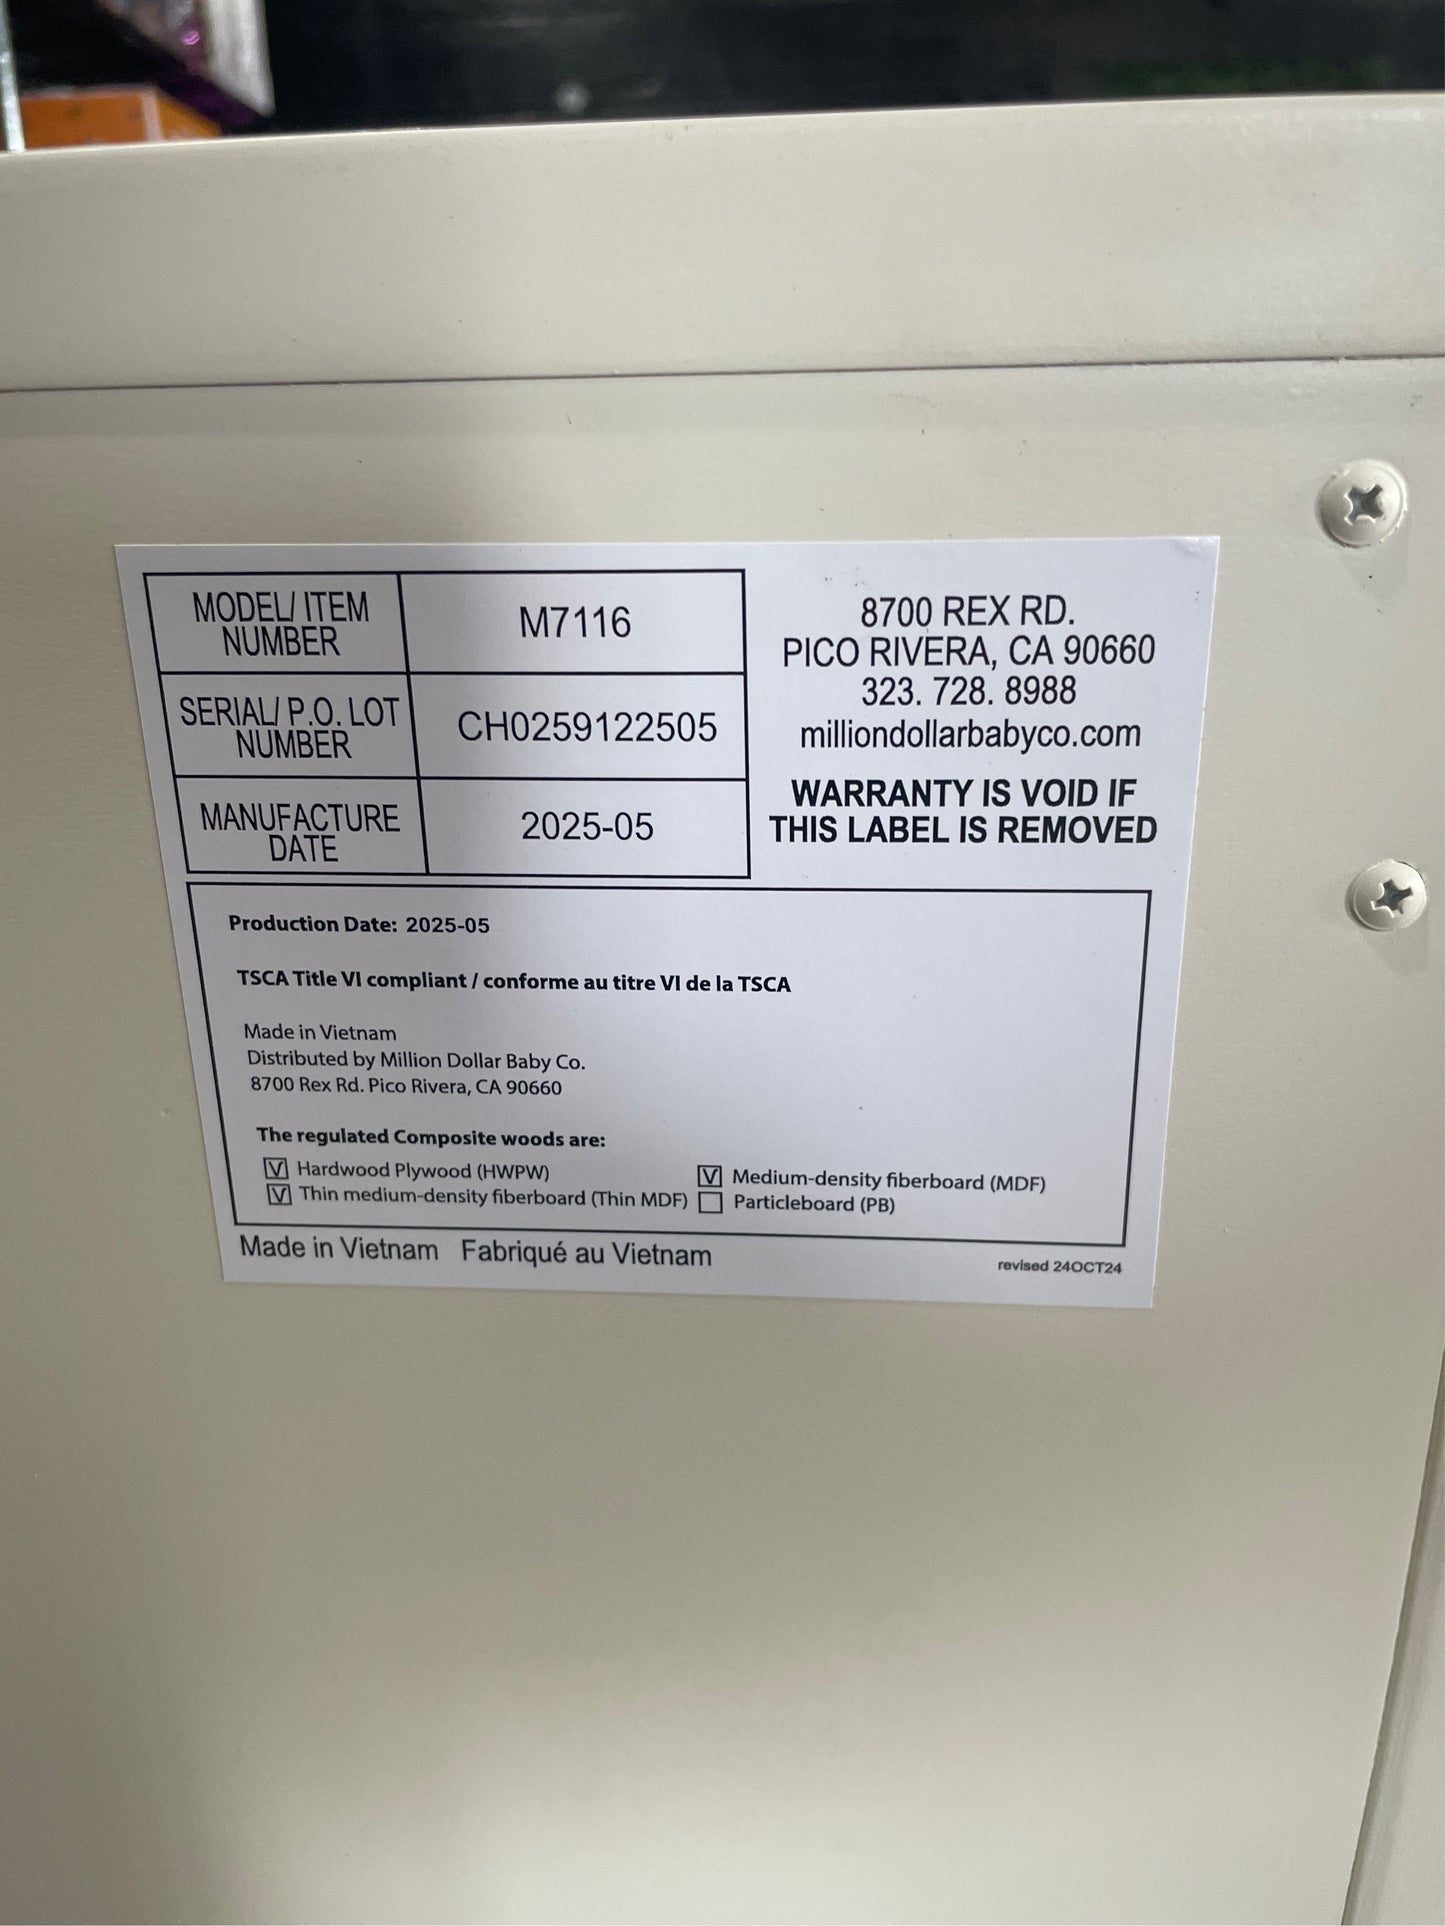 MODEL/ ITEM
NUMBER
M7116
SERIAL/ P.O. LOT
NUMBER
CH0259122505
MANUFACTURE
DATE
2025-05
8700 REX RD.
PICO RIVERA, CA 90660
323. 728. 8988
milliondollarbabyco.com
WARRANTY IS VOID IF
THIS LABEL IS REMOVED
Production Date: 2025-05
TSCA Title VI compliant / conforme au titre VI de la TSCA
Made in Vietnam
Distributed by Million Dollar Baby Co.
8700 Rex Rd. Pico Rivera, CA 90660
The regulated Composite woods are:
V Hardwood Plywood (HWPW) V Medium-density fiberboard (MDF)
V Thin medium-density fiberboard (Thin MDF) Particleboard (PB)
Made in Vietnam Fabriqué au Vietnam
revised 24OCT24